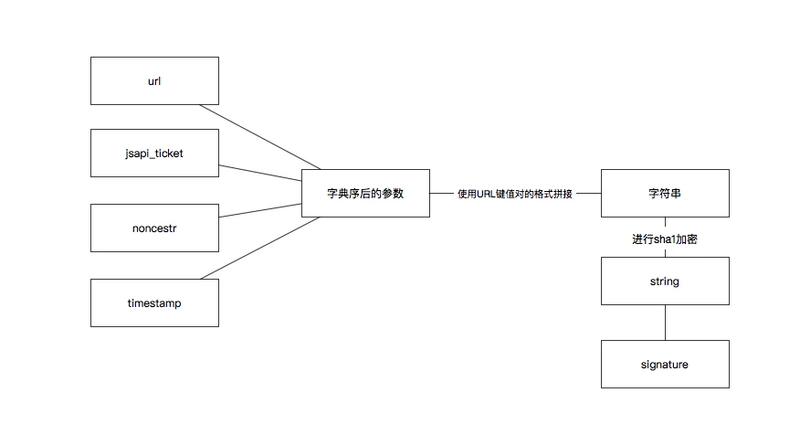 url
jsapi_ticket
noncestr
timestamp
字典序后的参数
使用URL键值对的格式拼接
字符串
进行sha1加密
string
signature